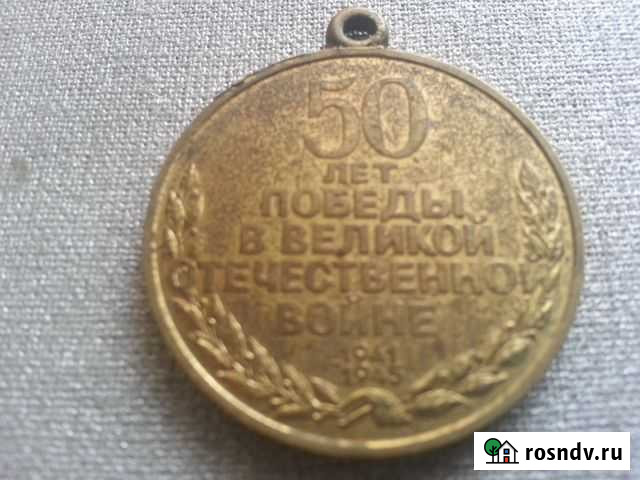 50
ЛЕТ
ПОБЕДЫ
В ВЕЛИКОЙ
ОТЕЧЕСТВЕННОЙ
ВОЙНЕ
1941
1945
rosndv.ru